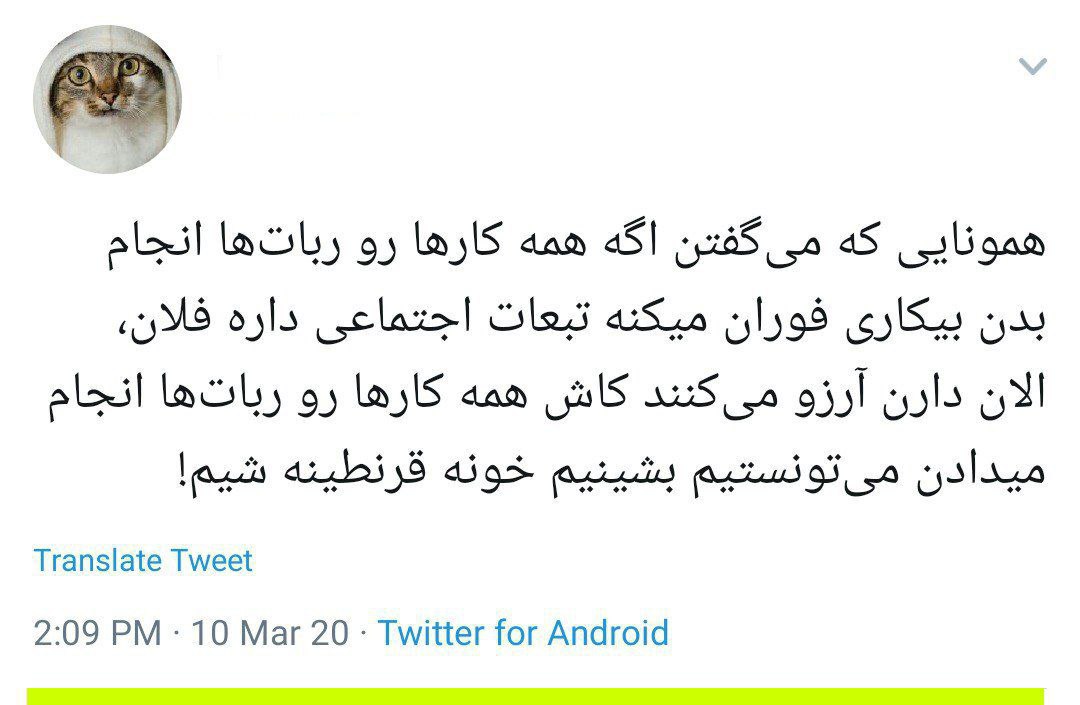 همونایی که می‌گفتن اگه همه کارها رو ربات‌ها انجام
بدن بیکاری فوران میکنه تبعات اجتماعی داره فلان،
الان دارن آرزو می‌کنند کاش همه کارها رو ربات‌ها انجام
میدادن می‌تونستیم بشینیم خونه قرنطینه شیم!
Translate Tweet
2:09 PM · 10 Mar 20 · Twitter for Android